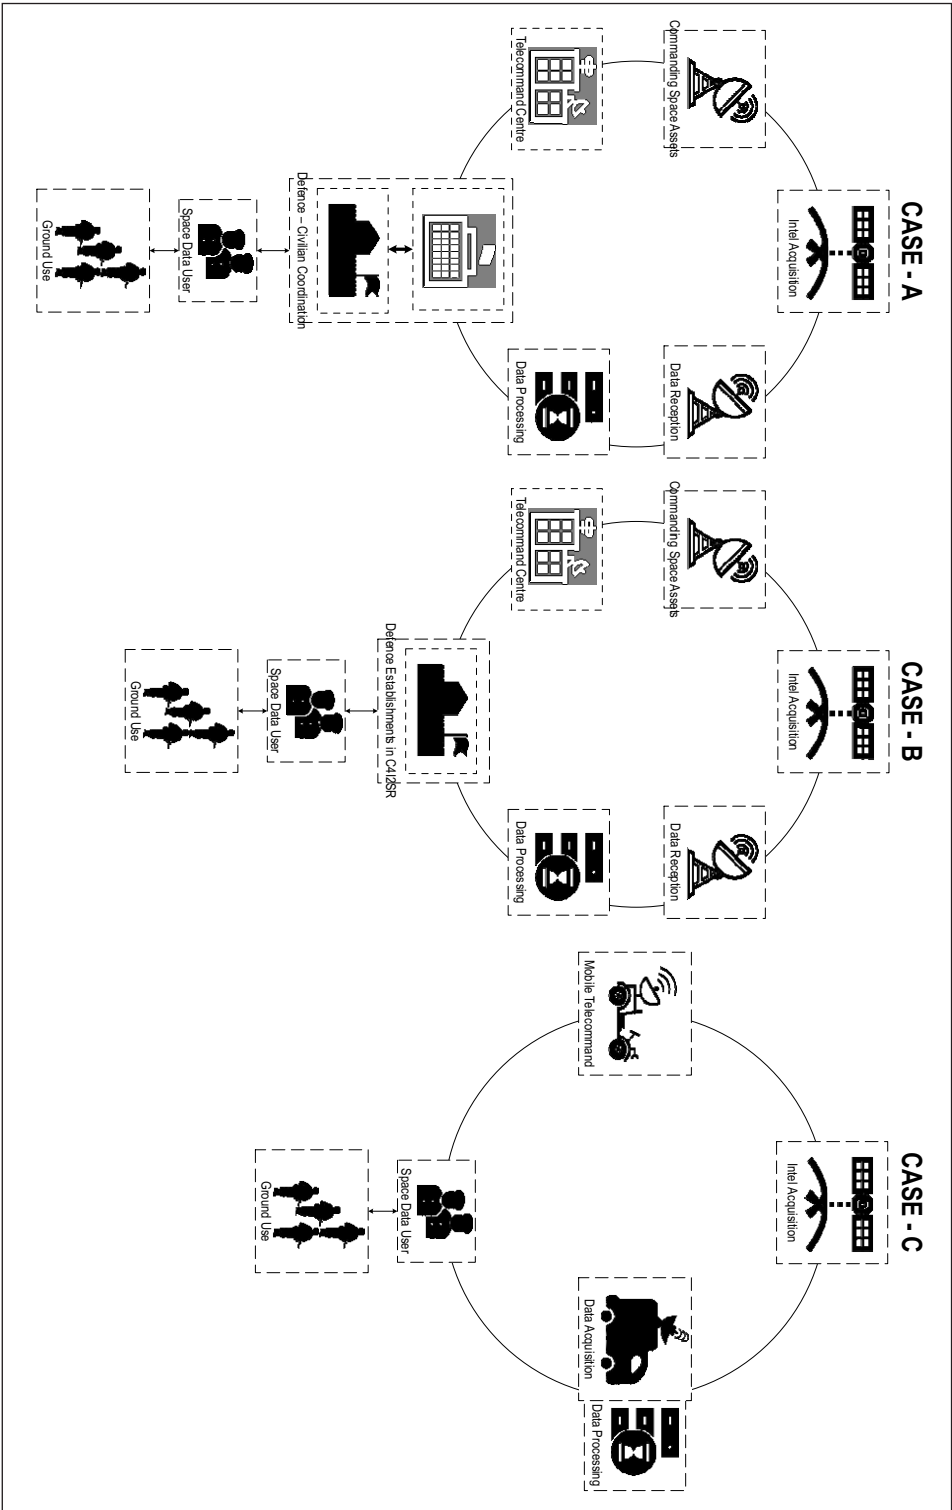 CASE - A
Intel Acquisition
Commanding Space Assets
Data Reception
Telecommand Centre
Data Processing
Defence – Civilian Coordination
Space Data User
Ground Use
CASE - B
Intel Acquisition
Commanding Space Assets
Data Reception
Telecommand Centre
Data Processing
Defence Establishments in C4I2SR
Space Data User
Ground Use
CASE - C
Intel Acquisition
Mobile Telecommand
Data Acquisition
Data Processing
Space Data User
Ground Use